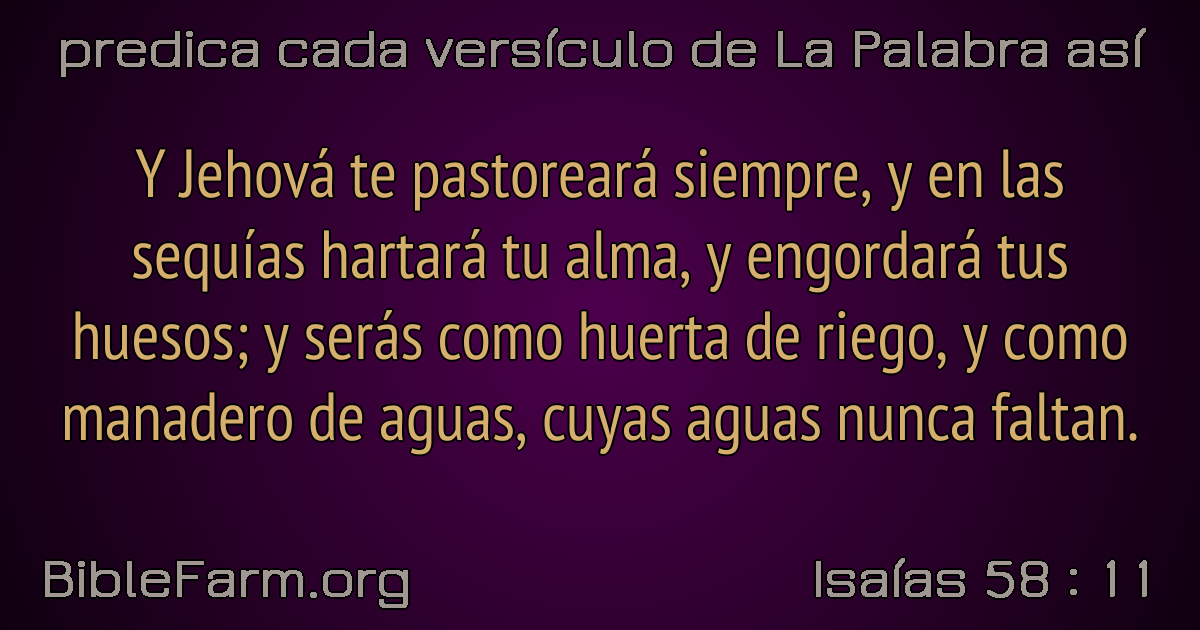 predica cada versículo de La Palabra así
Y Jehová te pastoreará siempre, y en las
sequías hartará tu alma, y engordará tus
huesos; y serás como huerta de riego, y como
manadero de aguas, cuyas aguas nunca faltan.
BibleFarm.org
Isaías 58 : 11